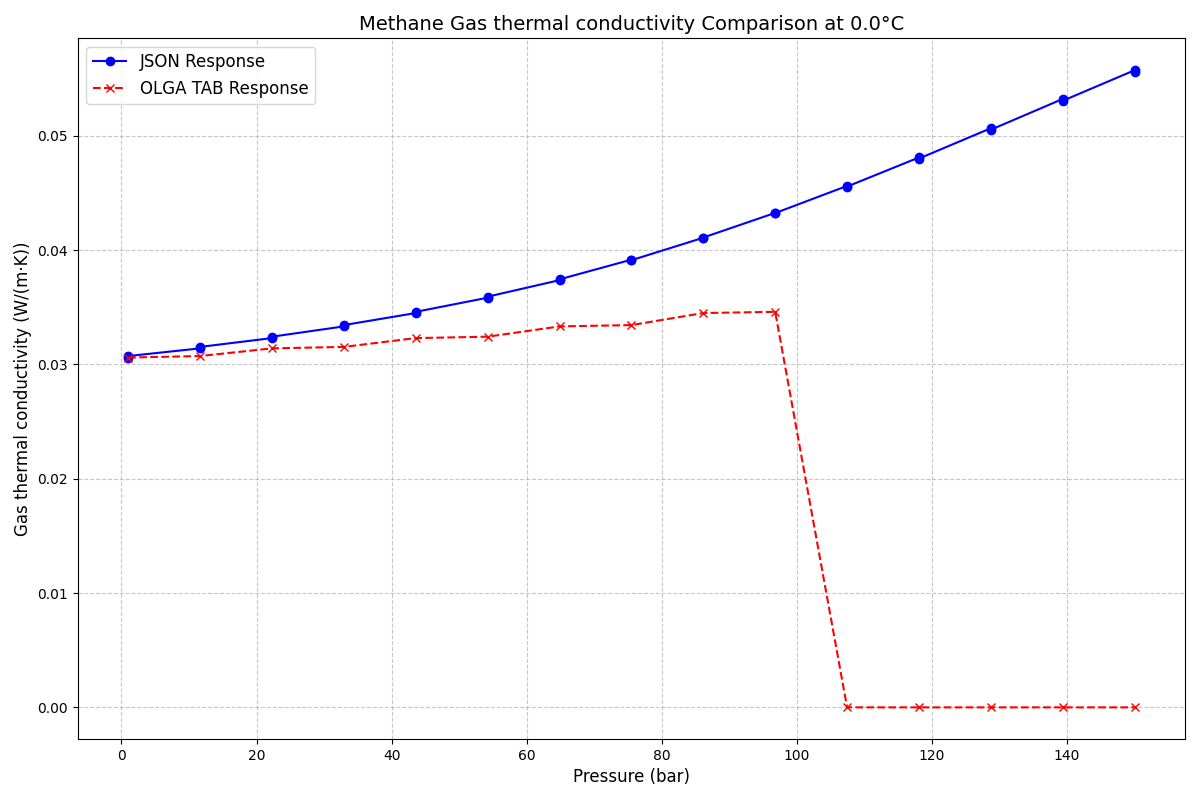 Methane Gas thermal conductivity Comparison at 0.0°C
JSON Response
OLGA TAB Response
Gas thermal conductivity (W/(m·K))
0.05
0.04
0.03
0.02
0.01
0.00
0 20 40 60 80 100 120 140
Pressure (bar)